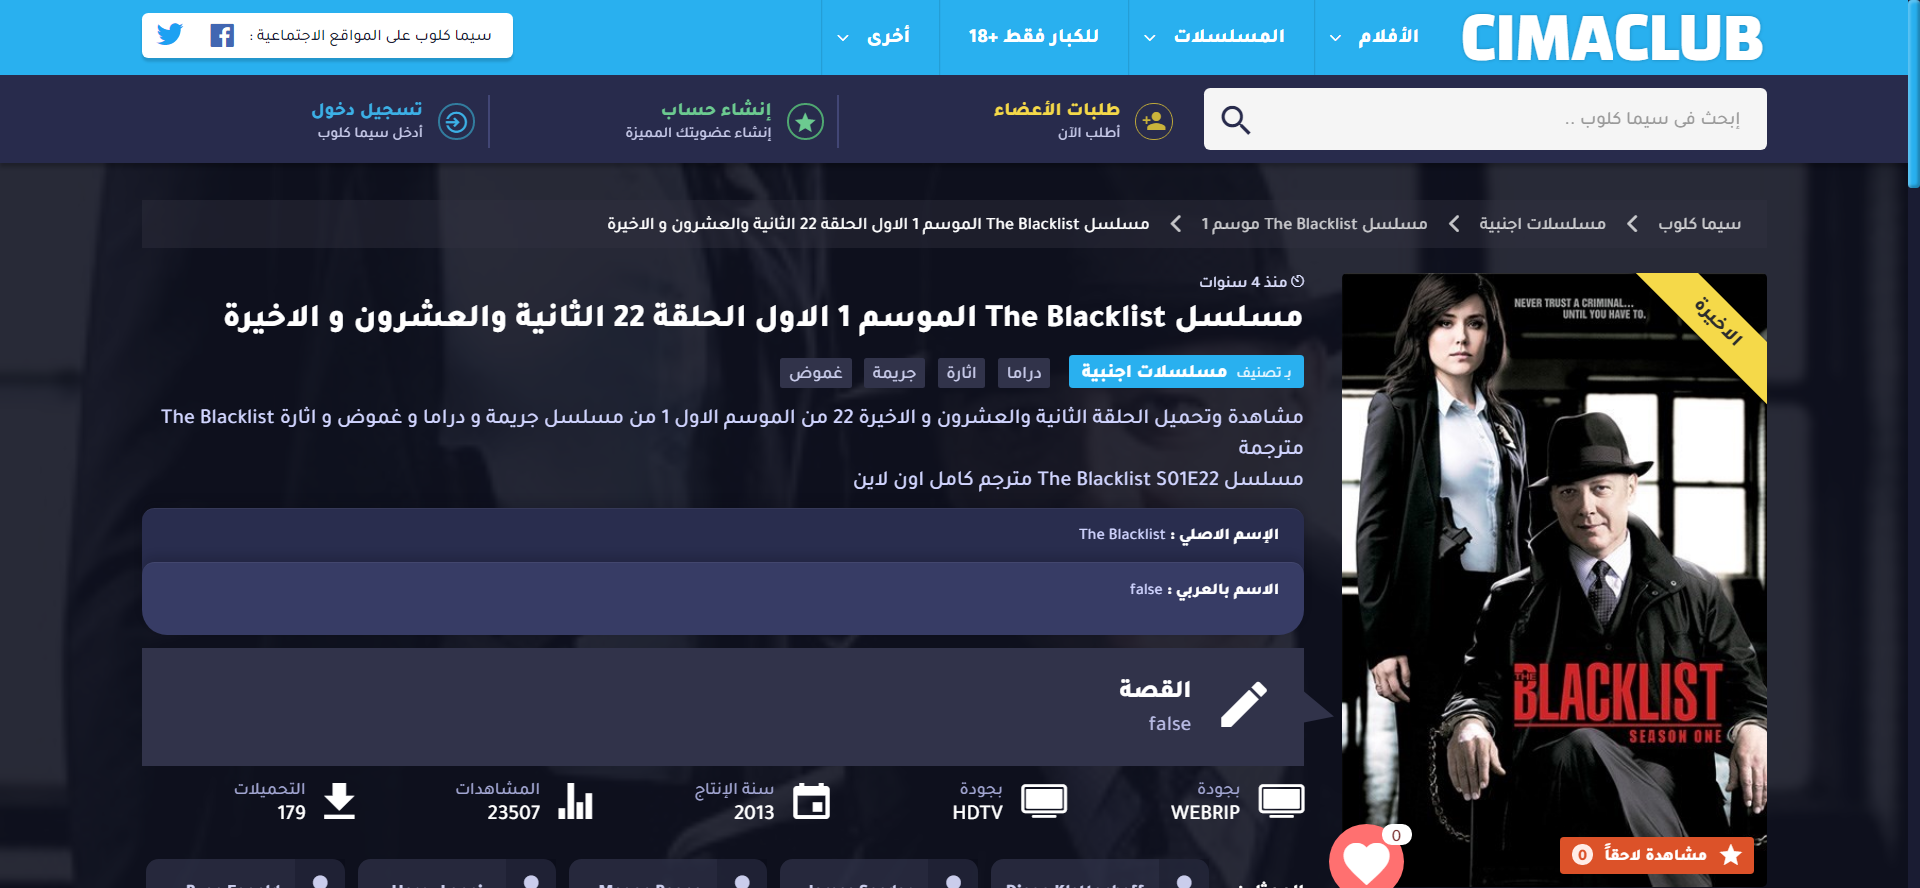 CIMACLUB
الأفلام
المسلسلات
للكبار فقط +18
أخرى
سيما كلوب على المواقع الاجتماعية :
إبحث فى سيما كلوب ..
طلبات الأعضاء
أطلب الآن
إنشاء حساب
إنشاء عضويتك المميزة
تسجيل دخول
أدخل سيما كلوب
سيما كلوب
مسلسلات اجنبية
مسلسل The Blacklist موسم 1
مسلسل The Blacklist الموسم 1 الاول الحلقة 22 الثانية والعشرون و الاخيرة
الاخيرة
NEVER TRUST A CRIMINAL...
UNTIL YOU HAVE TO.
THE BLACKLIST
SEASON ONE
مشاهدة لاحقاً 0
0
منذ 4 سنوات
مسلسل The Blacklist الموسم 1 الاول الحلقة 22 الثانية والعشرون و الاخيرة
بـ تصنيف مسلسلات اجنبية
دراما
اثارة
جريمة
غموض
مشاهدة وتحميل الحلقة الثانية والعشرون و الاخيرة 22 من الموسم الاول 1 من مسلسل جريمة و دراما و غموض و اثارة The Blacklist
مترجمة
مسلسل The Blacklist S01E22 مترجم كامل اون لاين
الإسم الاصلي : The Blacklist
الاسم بالعربي : false
القصة
false
بجودة
WEBRIP
بجودة
HDTV
سنة الإنتاج
2013
المشاهدات
23507
التحميلات
179